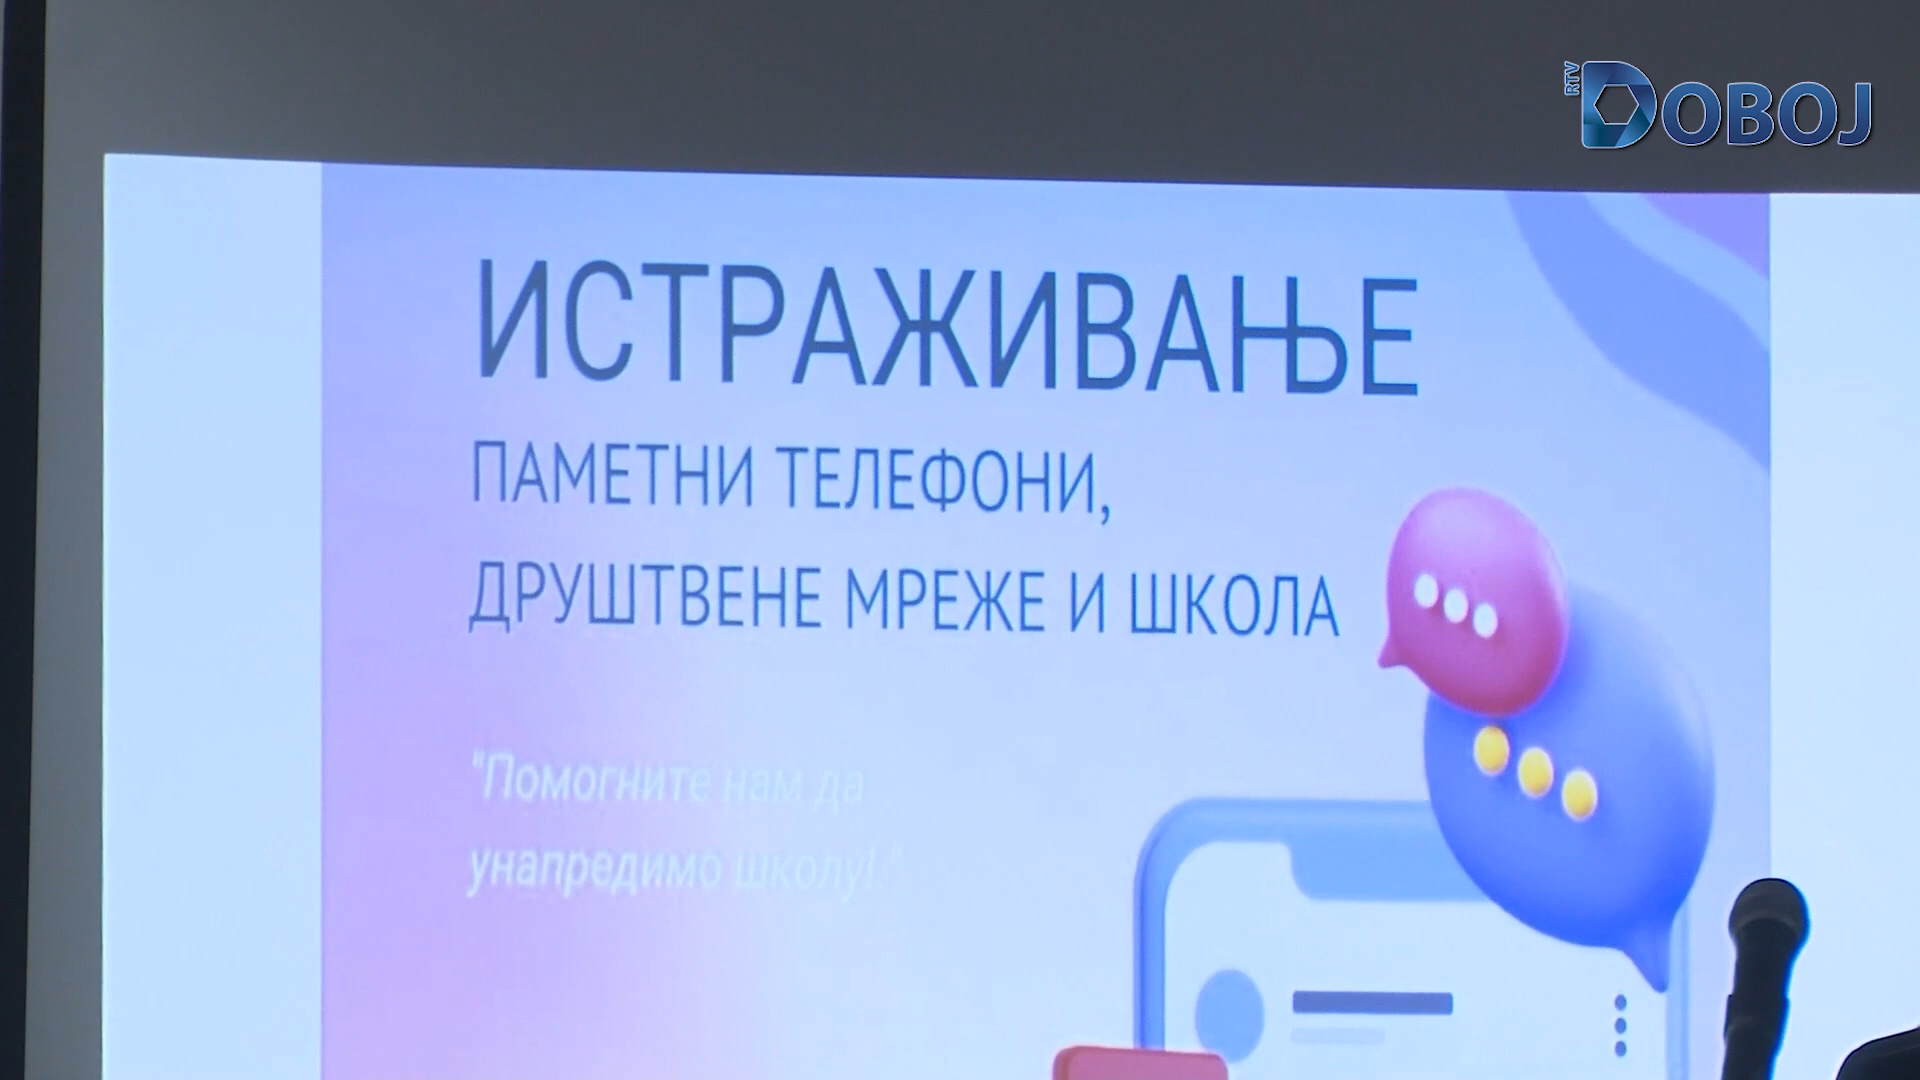 RTV DOBOJ
ИСТРАЖИВАЊЕ
ПАМЕТНИ ТЕЛЕФОНИ,
ДРУШТВЕНЕ МРЕЖЕ И ШКОЛА
"Помогните нам да
унапредимо школу!."